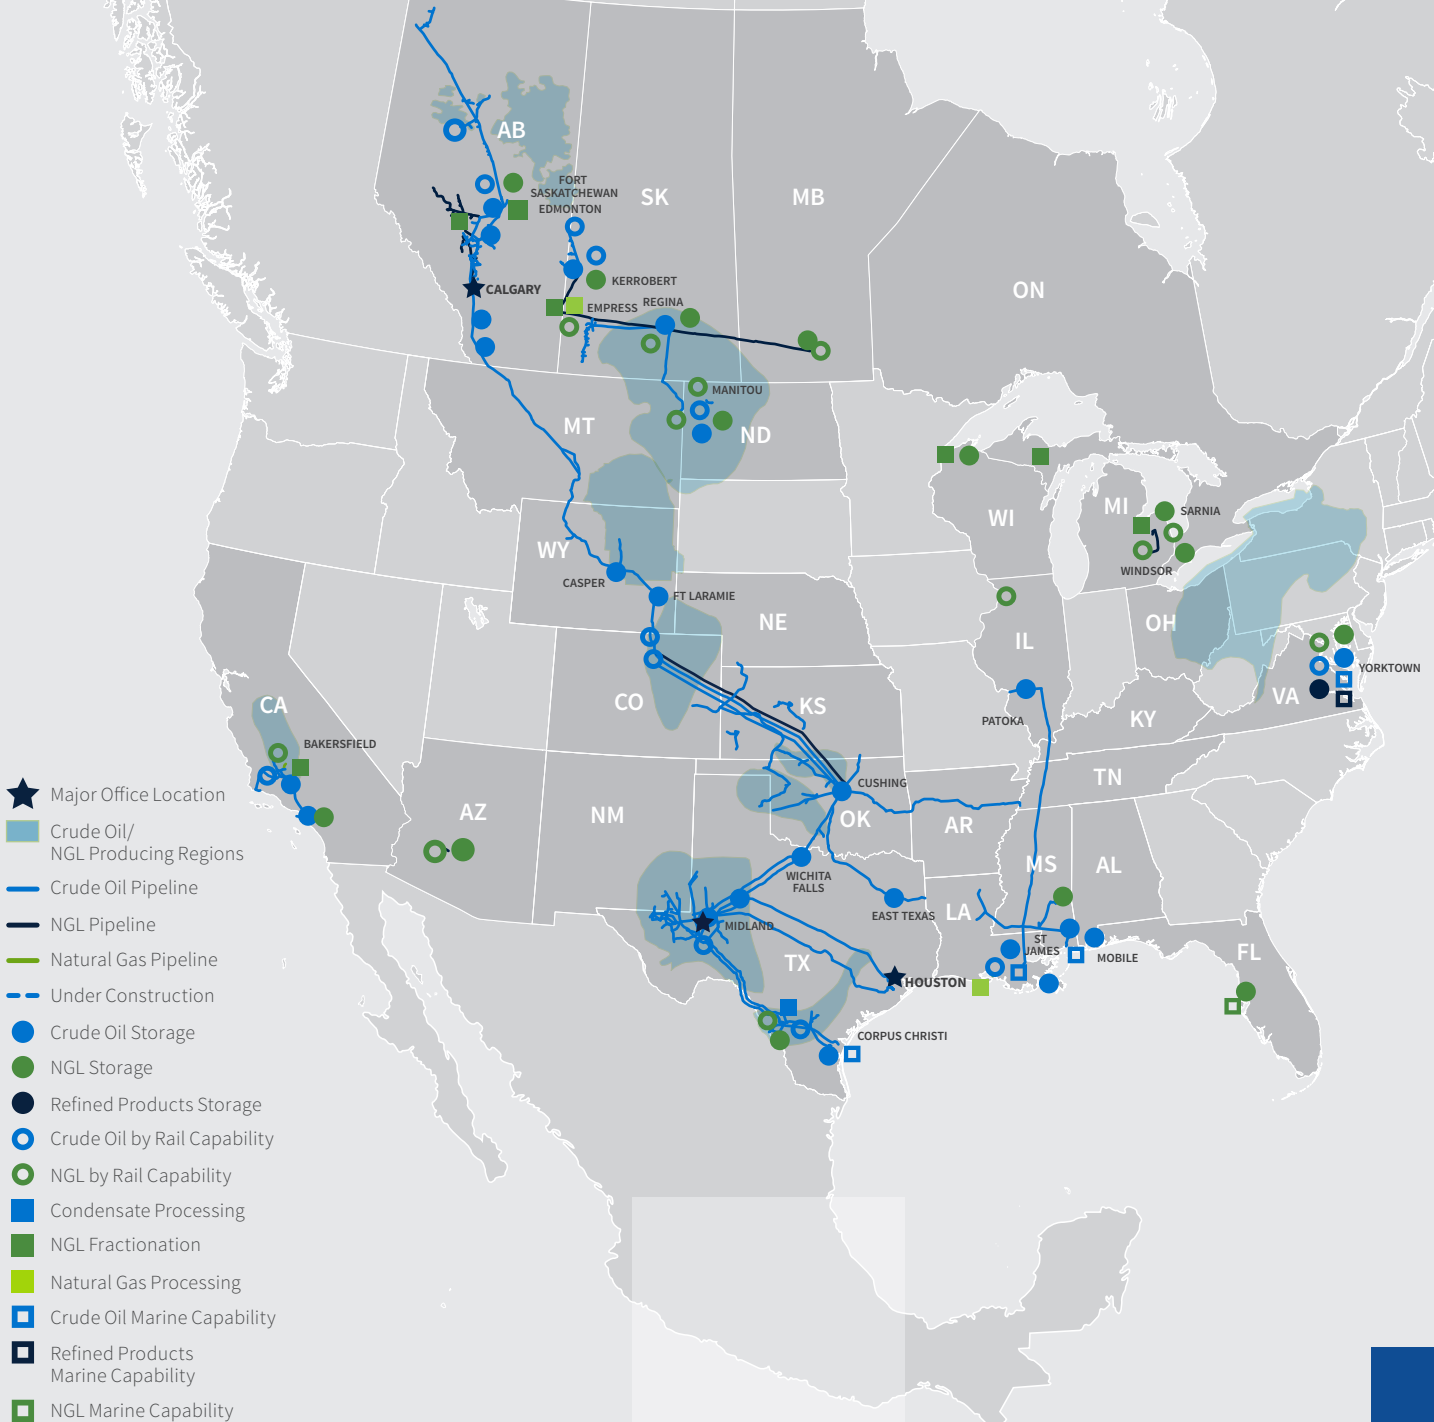 AB
FORT
SASKATCHEWAN
EDMONTON
SK
MB
ON
CALGARY
KERROBERT
EMPRESS
REGINA
MANITOU
MT
ND
WY
CASPER
FT LARAMIE
WI
MI
SARNIA
WINDSOR
NE
IL
OH
YORKTOWN
VA
CA
BAKERSFIELD
CO
KS
PATOKA
KY
AZ
NM
CUSHING
OK
AR
TN
WICHITA
FALLS
EAST TEXAS
LA
MS
AL
MIDLAND
TX
HOUSTON
ST
JAMES
MOBILE
FL
CORPUS CHRISTI
Major Office Location
Crude Oil/
NGL Producing Regions
Crude Oil Pipeline
NGL Pipeline
Natural Gas Pipeline
Under Construction
Crude Oil Storage
NGL Storage
Refined Products Storage
Crude Oil by Rail Capability
NGL by Rail Capability
Condensate Processing
NGL Fractionation
Natural Gas Processing
Crude Oil Marine Capability
Refined Products
Marine Capability
NGL Marine Capability